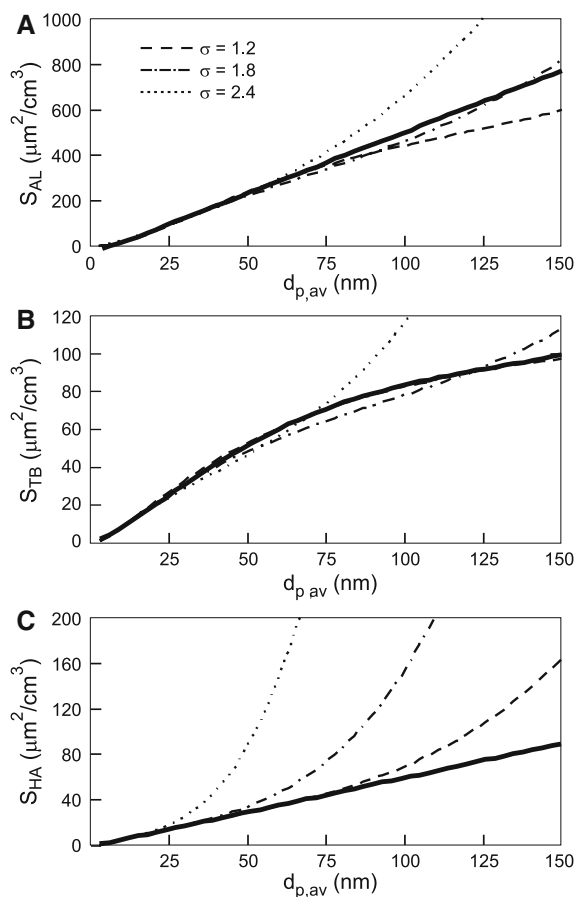 A
1000
σ = 1.2
σ = 1.8
σ = 2.4
800
600
400
200
0
S_AL (μm²/cm³)
0 25 50 75 100 125 150
d_p,av (nm)
B
120
100
80
60
40
20
0
S_TB (μm²/cm³)
25 50 75 100 125 150
d_p,av (nm)
C
200
160
120
80
40
0
S_HA (μm²/cm³)
25 50 75 100 125 150
d_p,av (nm)